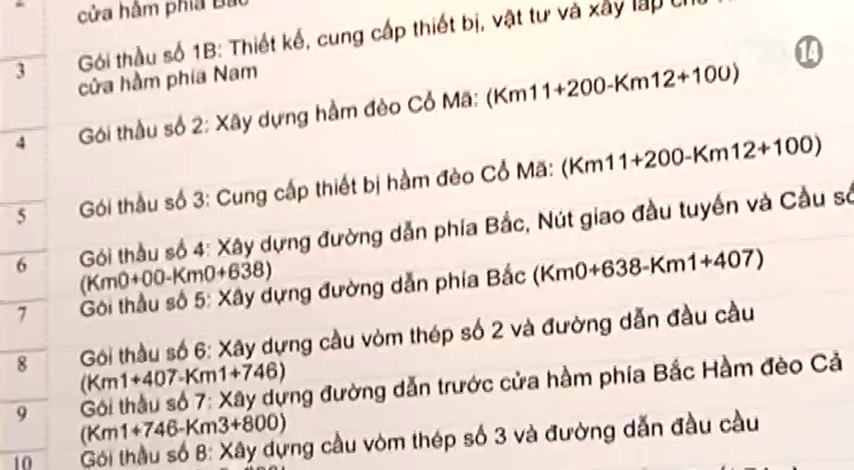 cửa hầm phía Bắc
3 Gói thầu số 1B: Thiết kế, cung cấp thiết bị, vật tư và xây lắp
cửa hầm phía Nam
14
4 Gói thầu số 2: Xây dựng hầm đèo Cổ Mã: (Km11+200-Km12+100)
5 Gói thầu số 3: Cung cấp thiết bị hầm đèo Cổ Mã: (Km11+200-Km12+100)
6 Gói thầu số 4: Xây dựng đường dẫn phía Bắc, Nút giao đầu tuyến và Cầu số
(Km0+00-Km0+638)
7 Gói thầu số 5: Xây dựng đường dẫn phía Bắc (Km0+638-Km1+407)
8 Gói thầu số 6: Xây dựng cầu vòm thép số 2 và đường dẫn đầu cầu
(Km1+407-Km1+746)
9 Gói thầu số 7: Xây dựng đường dẫn trước cửa hầm phía Bắc Hầm đèo Cả
(Km1+746-Km3+800)
10 Gói thầu số 8: Xây dựng cầu vòm thép số 3 và đường dẫn đầu cầu